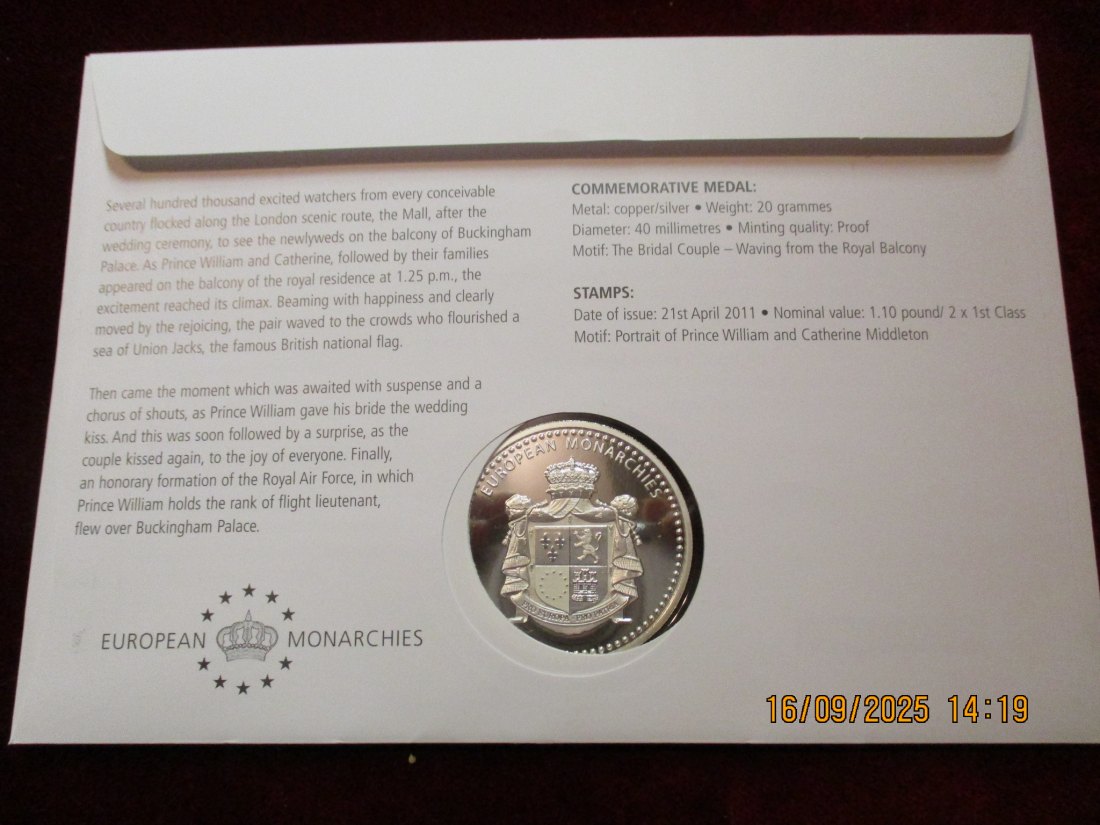 Several hundred thousand excited watchers from every conceivable
country flocked along the London scenic route, the Mall, after the
wedding ceremony, to see the newlyweds on the balcony of Buckingham
Palace. As Prince William and Catherine, followed by their families
appeared on the balcony of the royal residence at 1.25 p.m., the
excitement reached its climax. Beaming with happiness and clearly
moved by the rejoicing, the pair waved to the crowds who flourished a
sea of Union Jacks, the famous British national flag.
Then came the moment which was awaited with suspense and a
chorus of shouts, as Prince William gave his bride the wedding
kiss. And this was soon followed by a surprise, as the
couple kissed again, to the joy of everyone. Finally,
an honorary formation of the Royal Air Force, in which
Prince William holds the rank of flight lieutenant,
flew over Buckingham Palace.
EUROPEAN MONARCHIES
COMMEMORATIVE MEDAL:
Metal: copper/silver • Weight: 20 grammes
Diameter: 40 millimetres • Minting quality: Proof
Motif: The Bridal Couple – Waving from the Royal Balcony
STAMPS:
Date of issue: 21st April 2011 • Nominal value: 1.10 pound/ 2 x 1st Class
Motif: Portrait of Prince William and Catherine Middleton
EUROPEAN MONARCHIES
16/09/2025 14:19